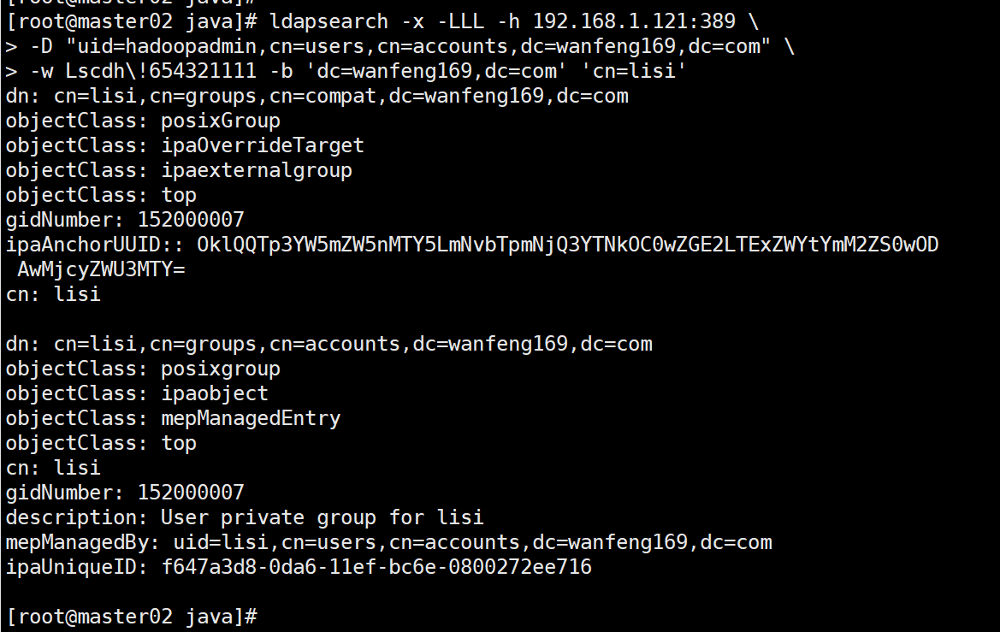 [root@master02 java]#
[root@master02 java]# ldapsearch -x -LLL -h 192.168.1.121:389 \
> -D "uid=hadoopadmin,cn=users,cn=accounts,dc=wanfeng169,dc=com" \
> -w Lscdh\!654321111 -b 'dc=wanfeng169,dc=com' 'cn=lisi'
dn: cn=lisi,cn=groups,cn=compat,dc=wanfeng169,dc=com
objectClass: posixGroup
objectClass: ipaOverrideTarget
objectClass: ipaexternalgroup
objectClass: top
gidNumber: 152000007
ipaAnchorUUID:: OklQQTp3YW5mZW5nMTY5LmNvbTpmNjQ3YTNkOC0wZGE2LTExZWYtYmM2ZS0wOD
 AwMjcyZWU3MTY=
cn: lisi
dn: cn=lisi,cn=groups,cn=accounts,dc=wanfeng169,dc=com
objectClass: posixgroup
objectClass: ipaobject
objectClass: mepManagedEntry
objectClass: top
cn: lisi
gidNumber: 152000007
description: User private group for lisi
mepManagedBy: uid=lisi,cn=users,cn=accounts,dc=wanfeng169,dc=com
ipaUniqueID: f647a3d8-0da6-11ef-bc6e-0800272ee716
[root@master02 java]#